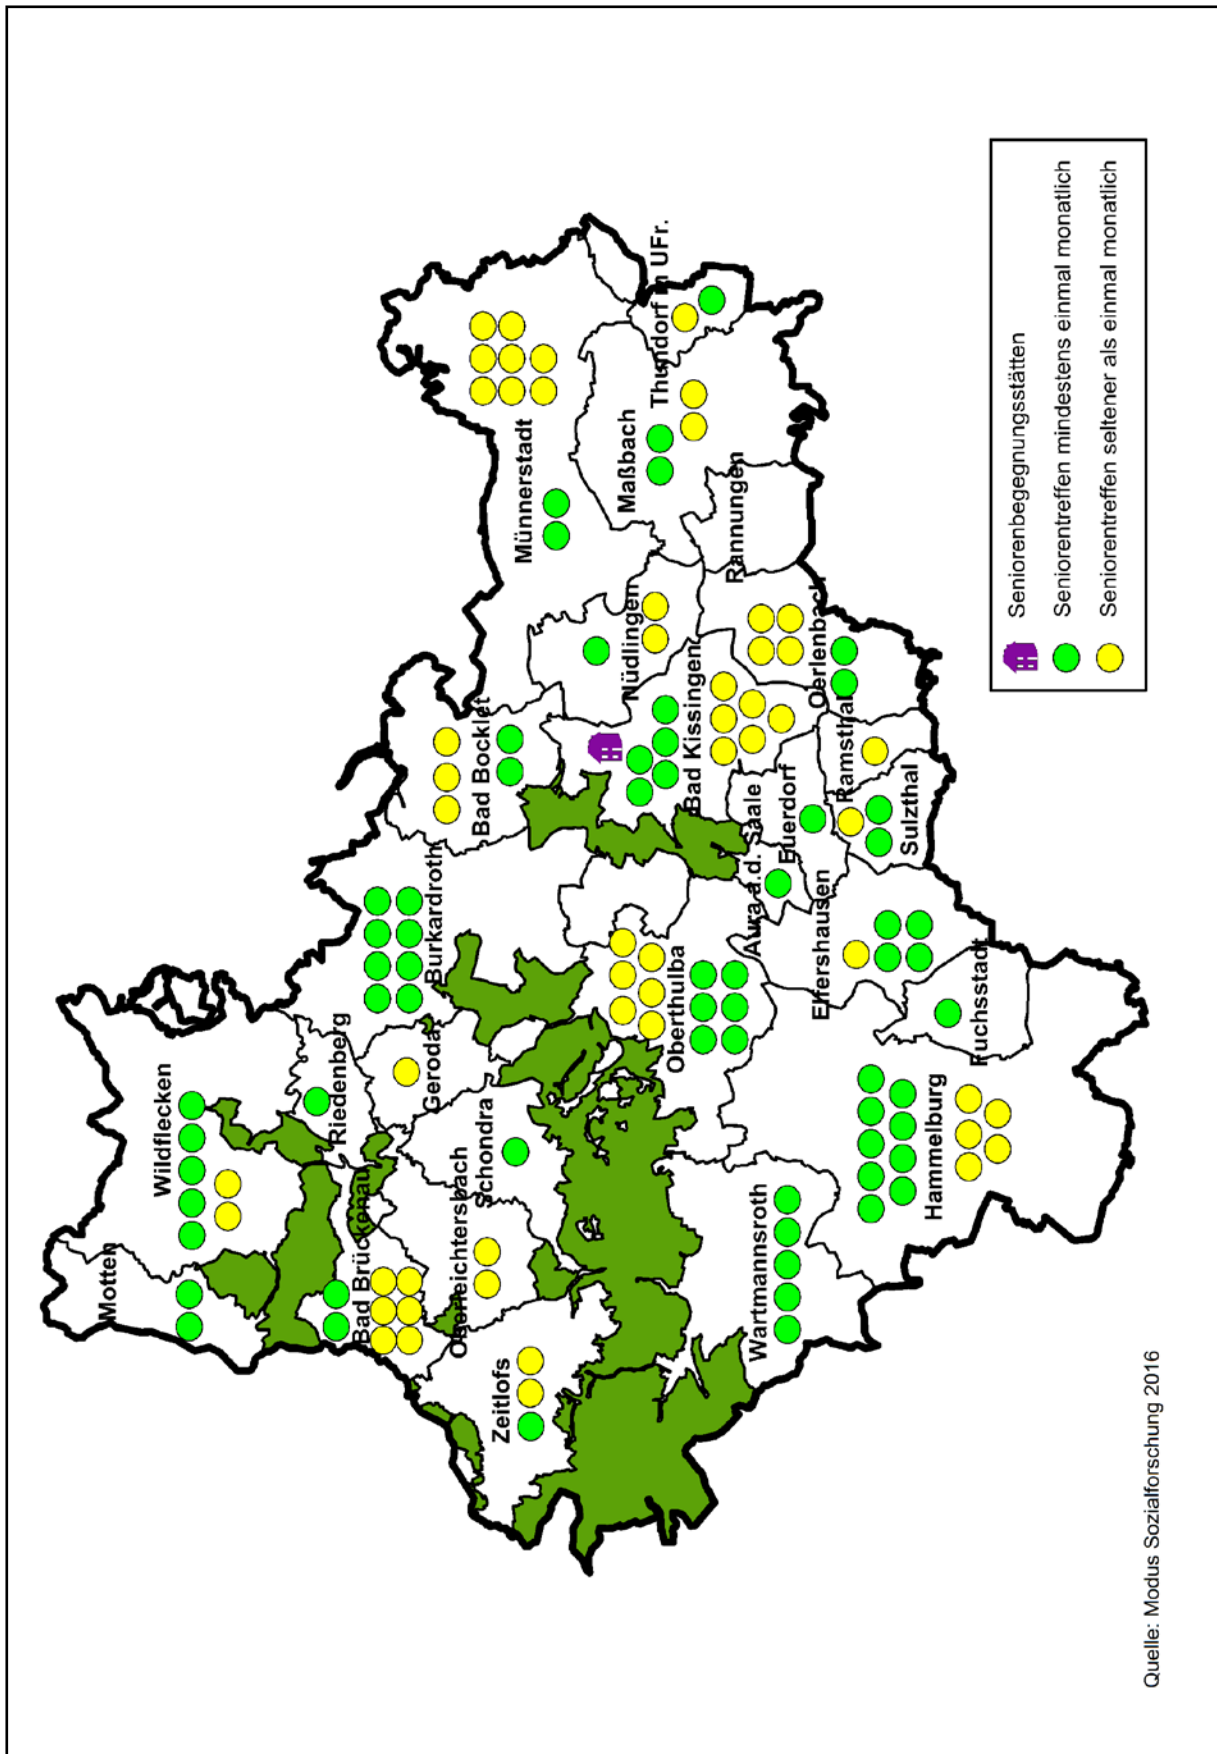 Motten
Wildflecken
Riedenberg
Bad Brückenau
Geroda
Oberleichtersbach
Schondra
Zeitlofs
Burkardroth
Bad Bocklet
Münnerstadt
Nüdlingen
Maßbach
Thundorf in UFr.
Rannungen
Bad Kissingen
Oberthulba
Aura a.d. Saale
Euerdorf
Oerlenbach
Ramsthal
Sulzthal
Elfershausen
Fuchsstadt
Hammelburg
Wartmannsroth
Seniorenbegegnungsstätten
Seniorentreffen mindestens einmal monatlich
Seniorentreffen seltener als einmal monatlich
Quelle: Modus Sozialforschung 2016